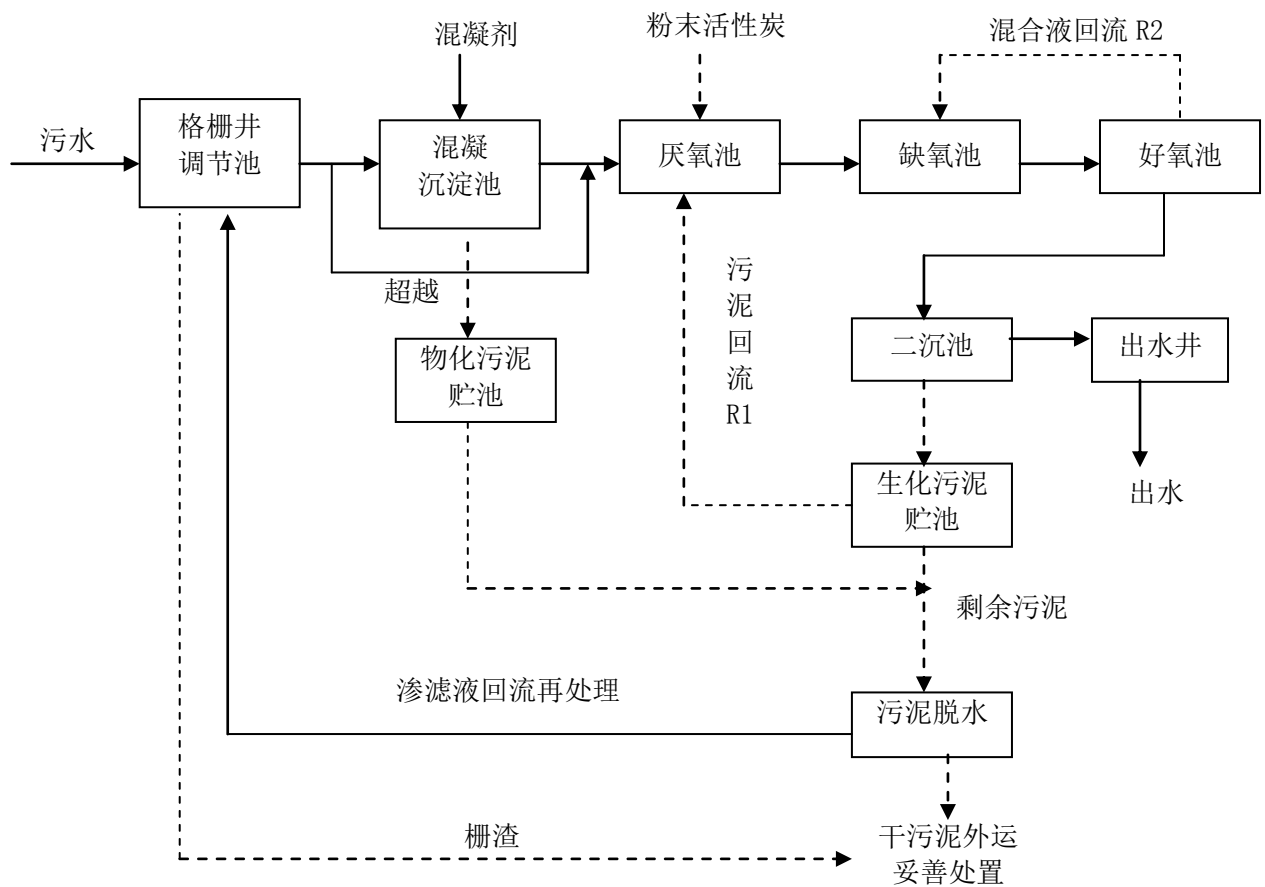 混凝剂
粉末活性炭
混合液回流 R2
污水
格栅井
调节池
混凝
沉淀池
厌氧池
缺氧池
好氧池
超越
污
泥
回
流
R1
物化污泥
贮池
二沉池
出水井
生化污泥
贮池
出水
剩余污泥
渗滤液回流再处理
污泥脱水
栅渣
干污泥外运
妥善处置